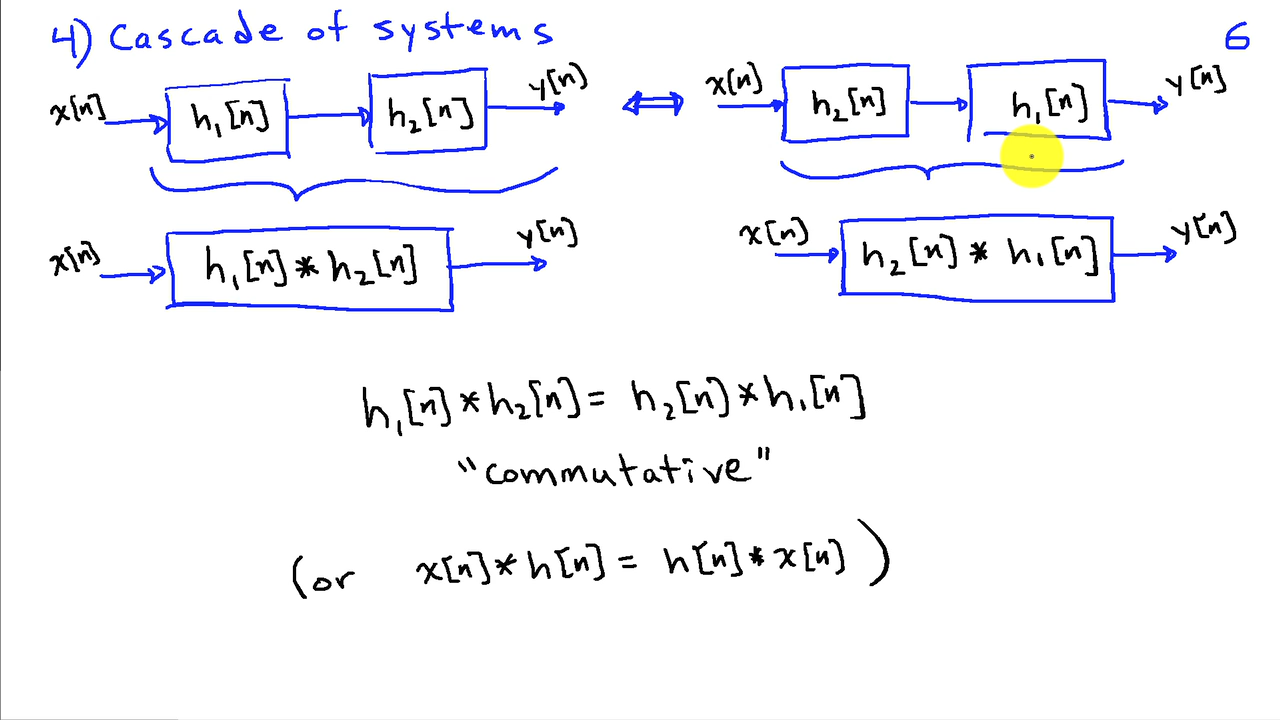 4) Cascade of systems 6
x[n] h₁[n] h₂[n] y[n] ⟺ x[n] h₂[n] h₁[n] y[n]
x[n] h₁[n] * h₂[n] y[n] x[n] h₂[n] * h₁[n] y[n]
h₁[n] * h₂[n] = h₂[n] * h₁[n]
"commutative"
(or x[n] * h[n] = h[n] * x[n] )